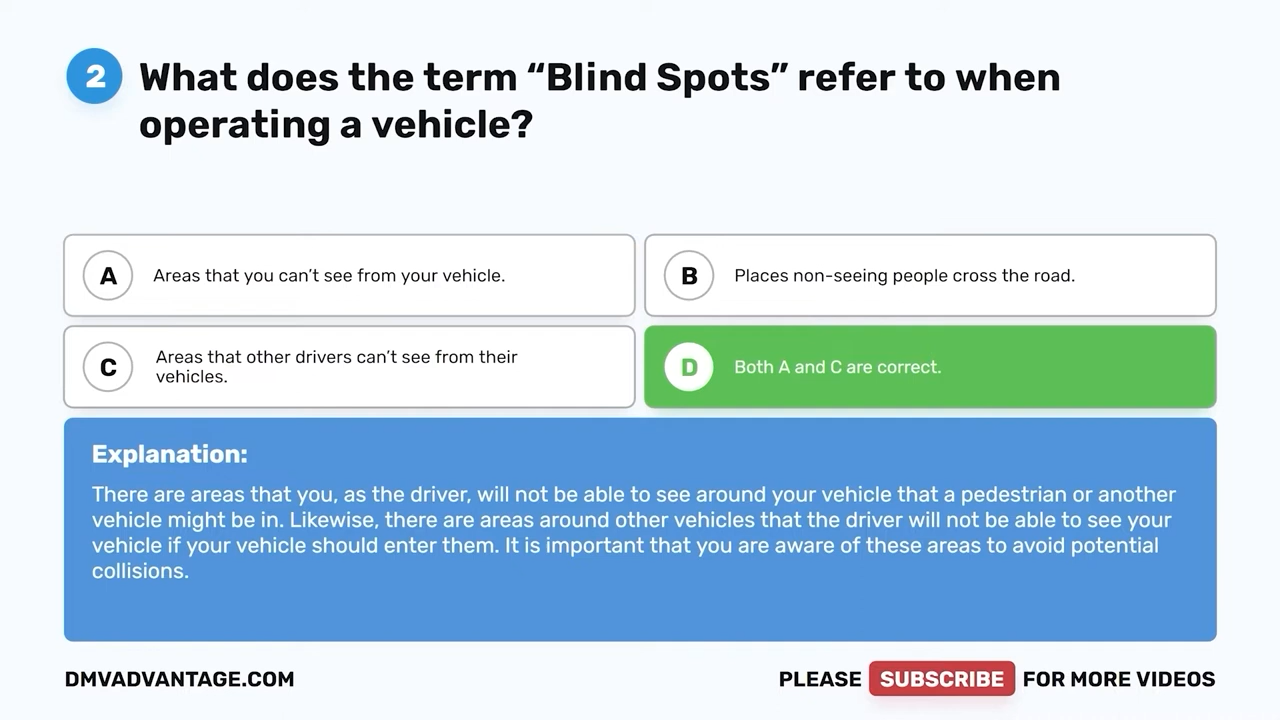 2
What does the term “Blind Spots” refer to when
operating a vehicle?
A
Areas that you can’t see from your vehicle.
B
Places non-seeing people cross the road.
C
Areas that other drivers can’t see from their
vehicles.
D
Both A and C are correct.
Explanation:
There are areas that you, as the driver, will not be able to see around your vehicle that a pedestrian or another
vehicle might be in. Likewise, there are areas around other vehicles that the driver will not be able to see your
vehicle if your vehicle should enter them. It is important that you are aware of these areas to avoid potential
collisions.
DMVADVANTAGE.COM
PLEASE SUBSCRIBE FOR MORE VIDEOS